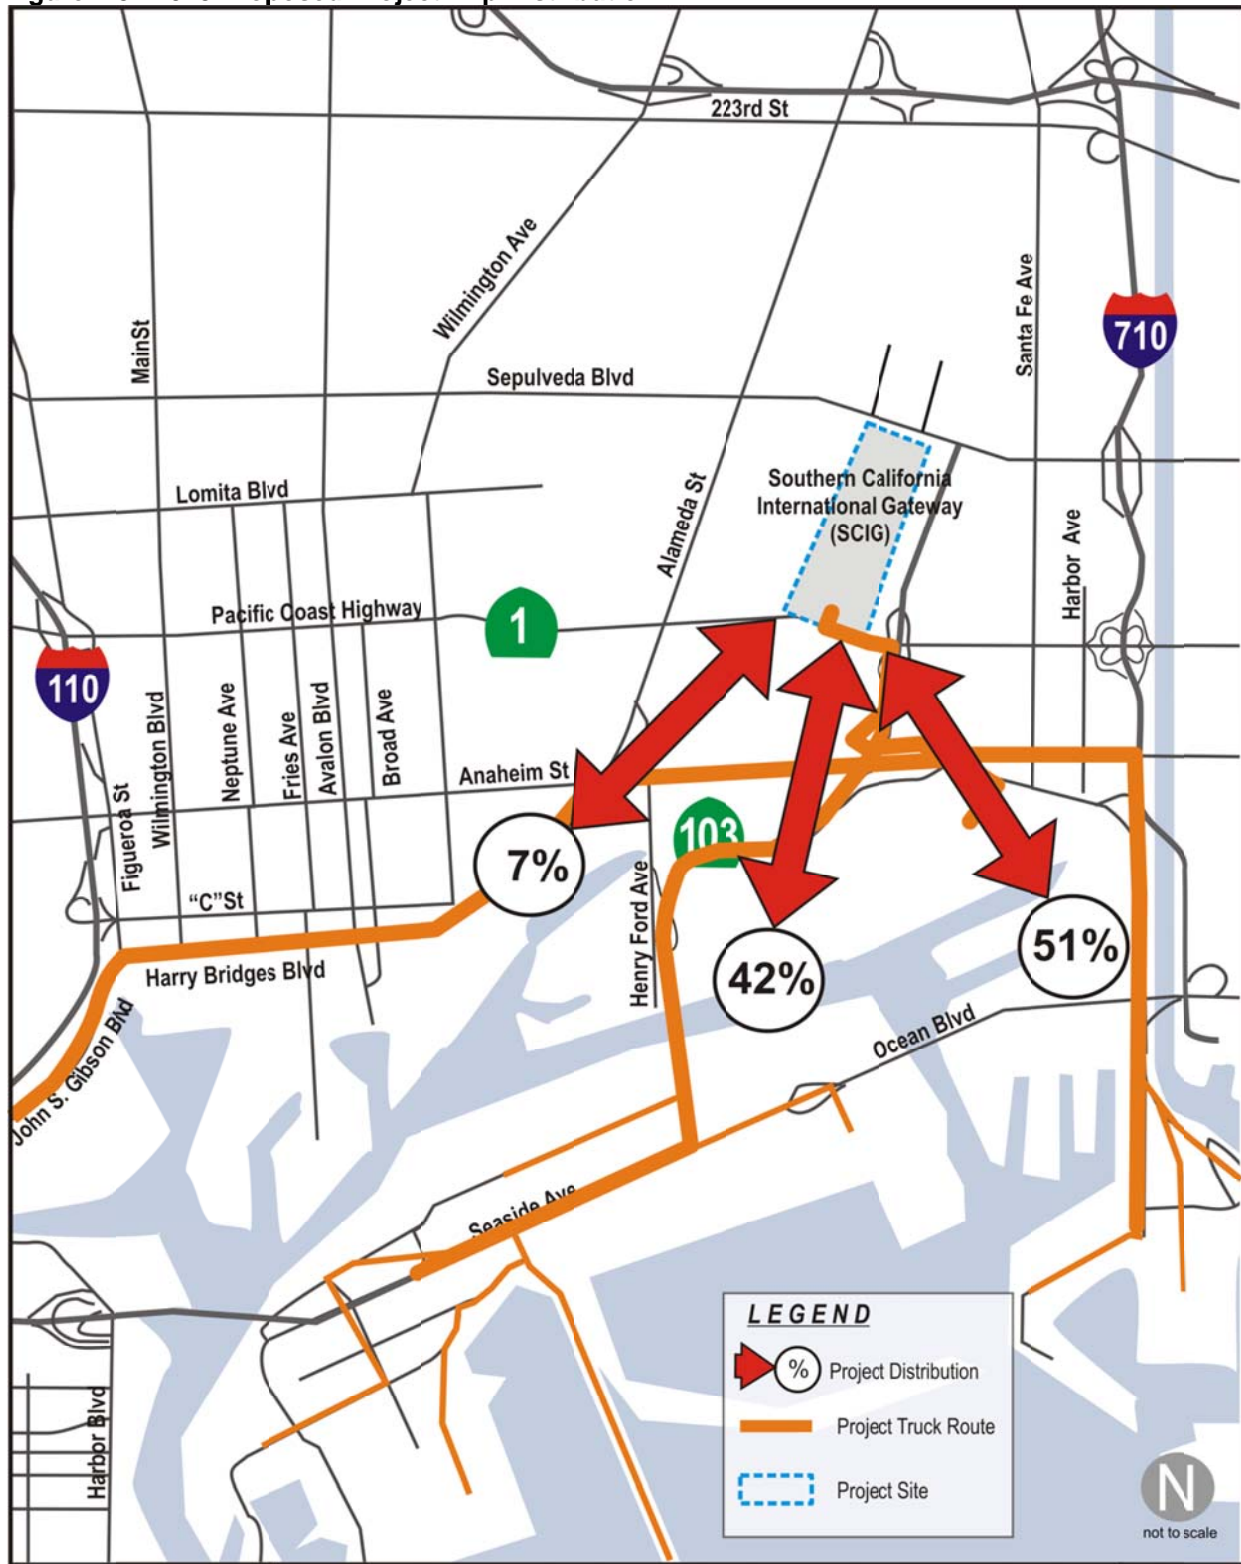 223rd St
Wilmington Ave
MainSt
Santa Fe Ave
710
Sepulveda Blvd
Lomita Blvd
Alameda St
Southern California
International Gateway
(SCIG)
Harbor Ave
Pacific Coast Highway
1
110
Wilmington Blvd
Neptune Ave
Fries Ave
Avalon Blvd
Broad Ave
Anaheim St
Figueroa St
103
7%
"C"St
Henry Ford Ave
42%
51%
Harry Bridges Blvd
John S. Gibson Blvd
Ocean Blvd
Seaside Ave
Harbor Blvd
LEGEND
% Project Distribution
Project Truck Route
Project Site
N
not to scale